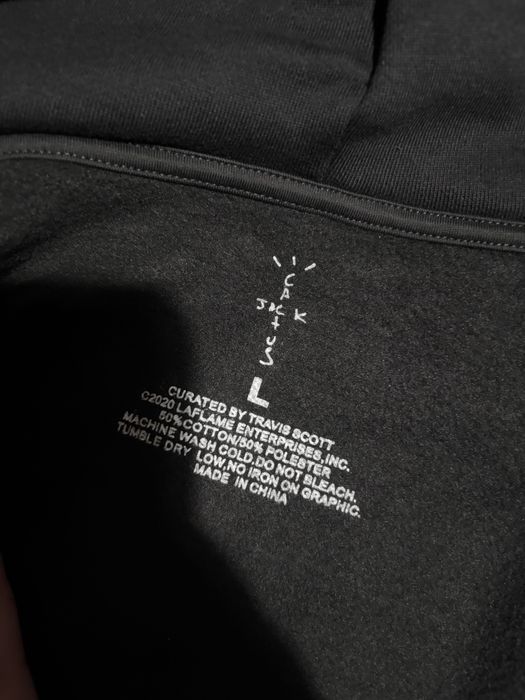 CACTUS
JACK
L
CURATED BY TRAVIS SCOTT
C2020 LAFLAME ENTERPRISES,INC.
50%COTTON/50% POLESTER
MACHINE WASH COLD.DO NOT BLEACH.
TUMBLE DRY LOW,NO IRON ON GRAPHIC.
MADE IN CHINA